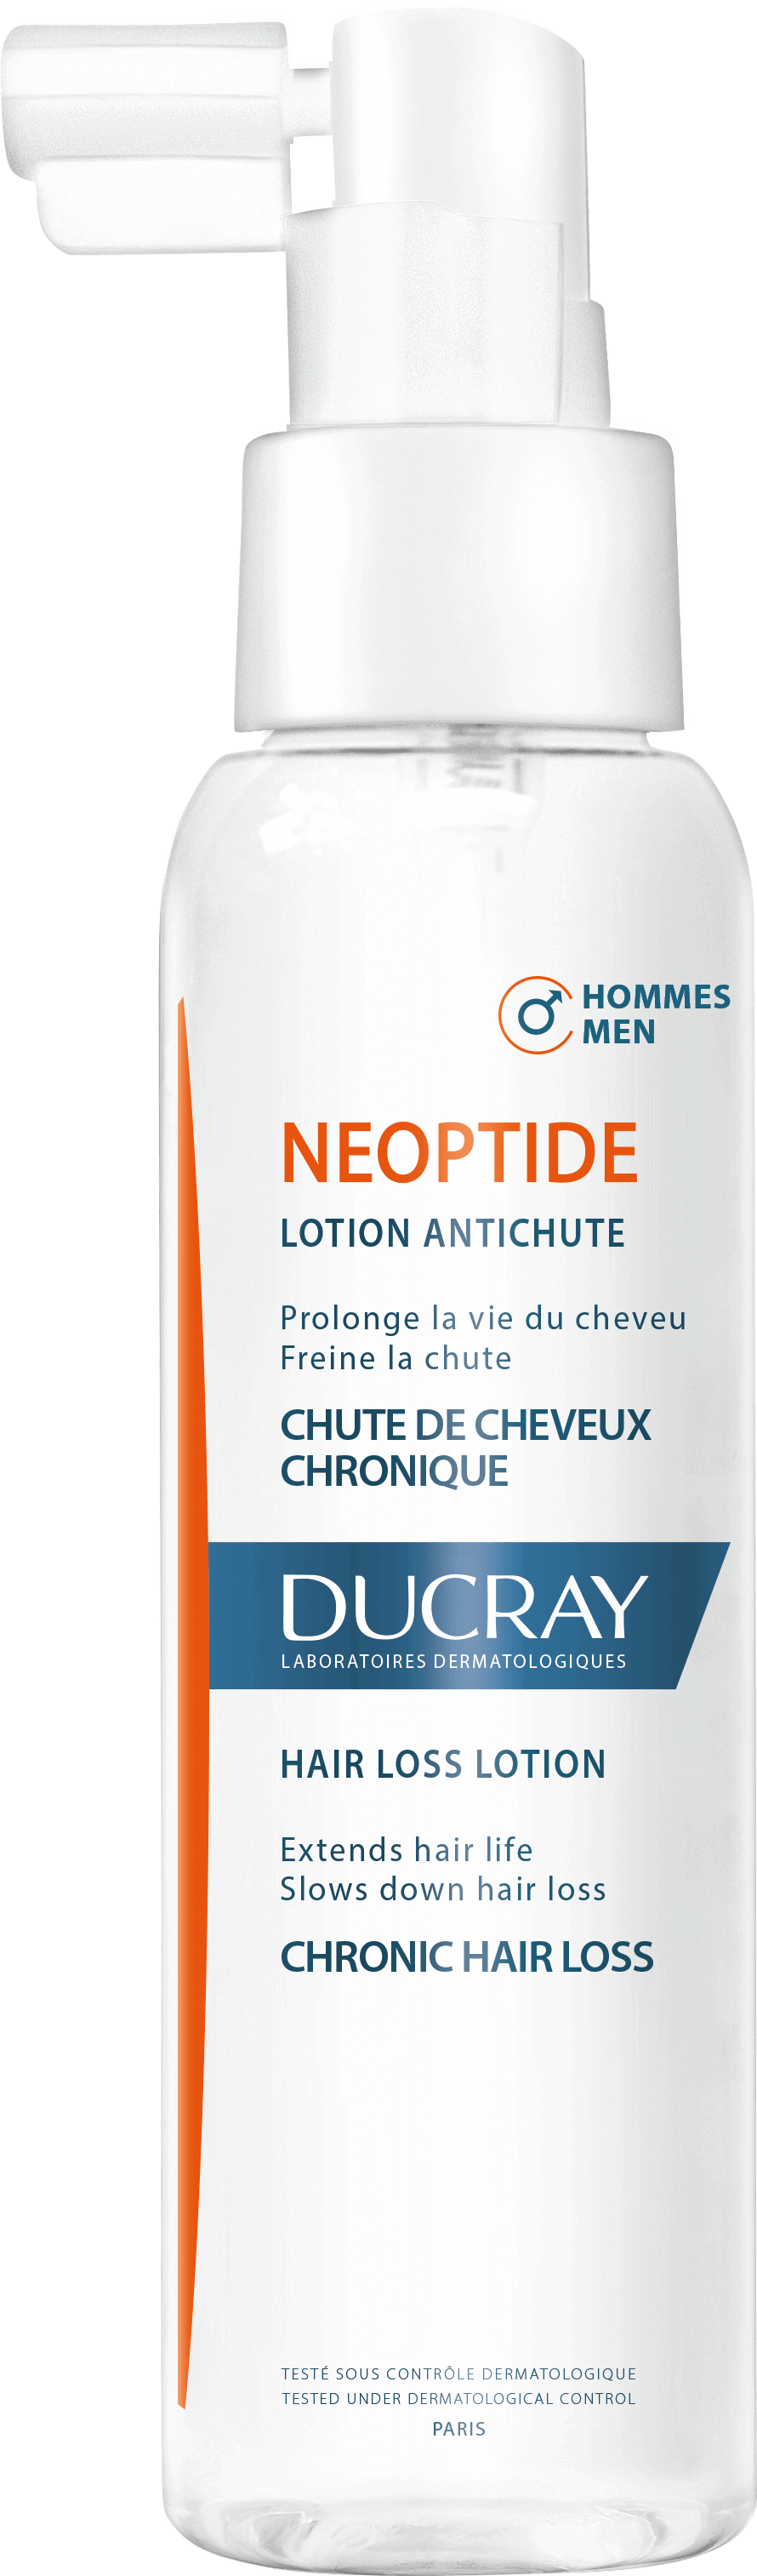 HOMMES
MEN
NEOPTIDE
LOTION ANTICHUTE
Prolonge la vie du cheveu
Freine la chute
CHUTE DE CHEVEUX
CHRONIQUE
DUCRAY
LABORATOIRES DERMATOLOGIQUES
HAIR LOSS LOTION
Extends hair life
Slows down hair loss
CHRONIC HAIR LOSS
TESTÉ SOUS CONTRÔLE DERMATOLOGIQUE
TESTED UNDER DERMATOLOGICAL CONTROL
PARIS